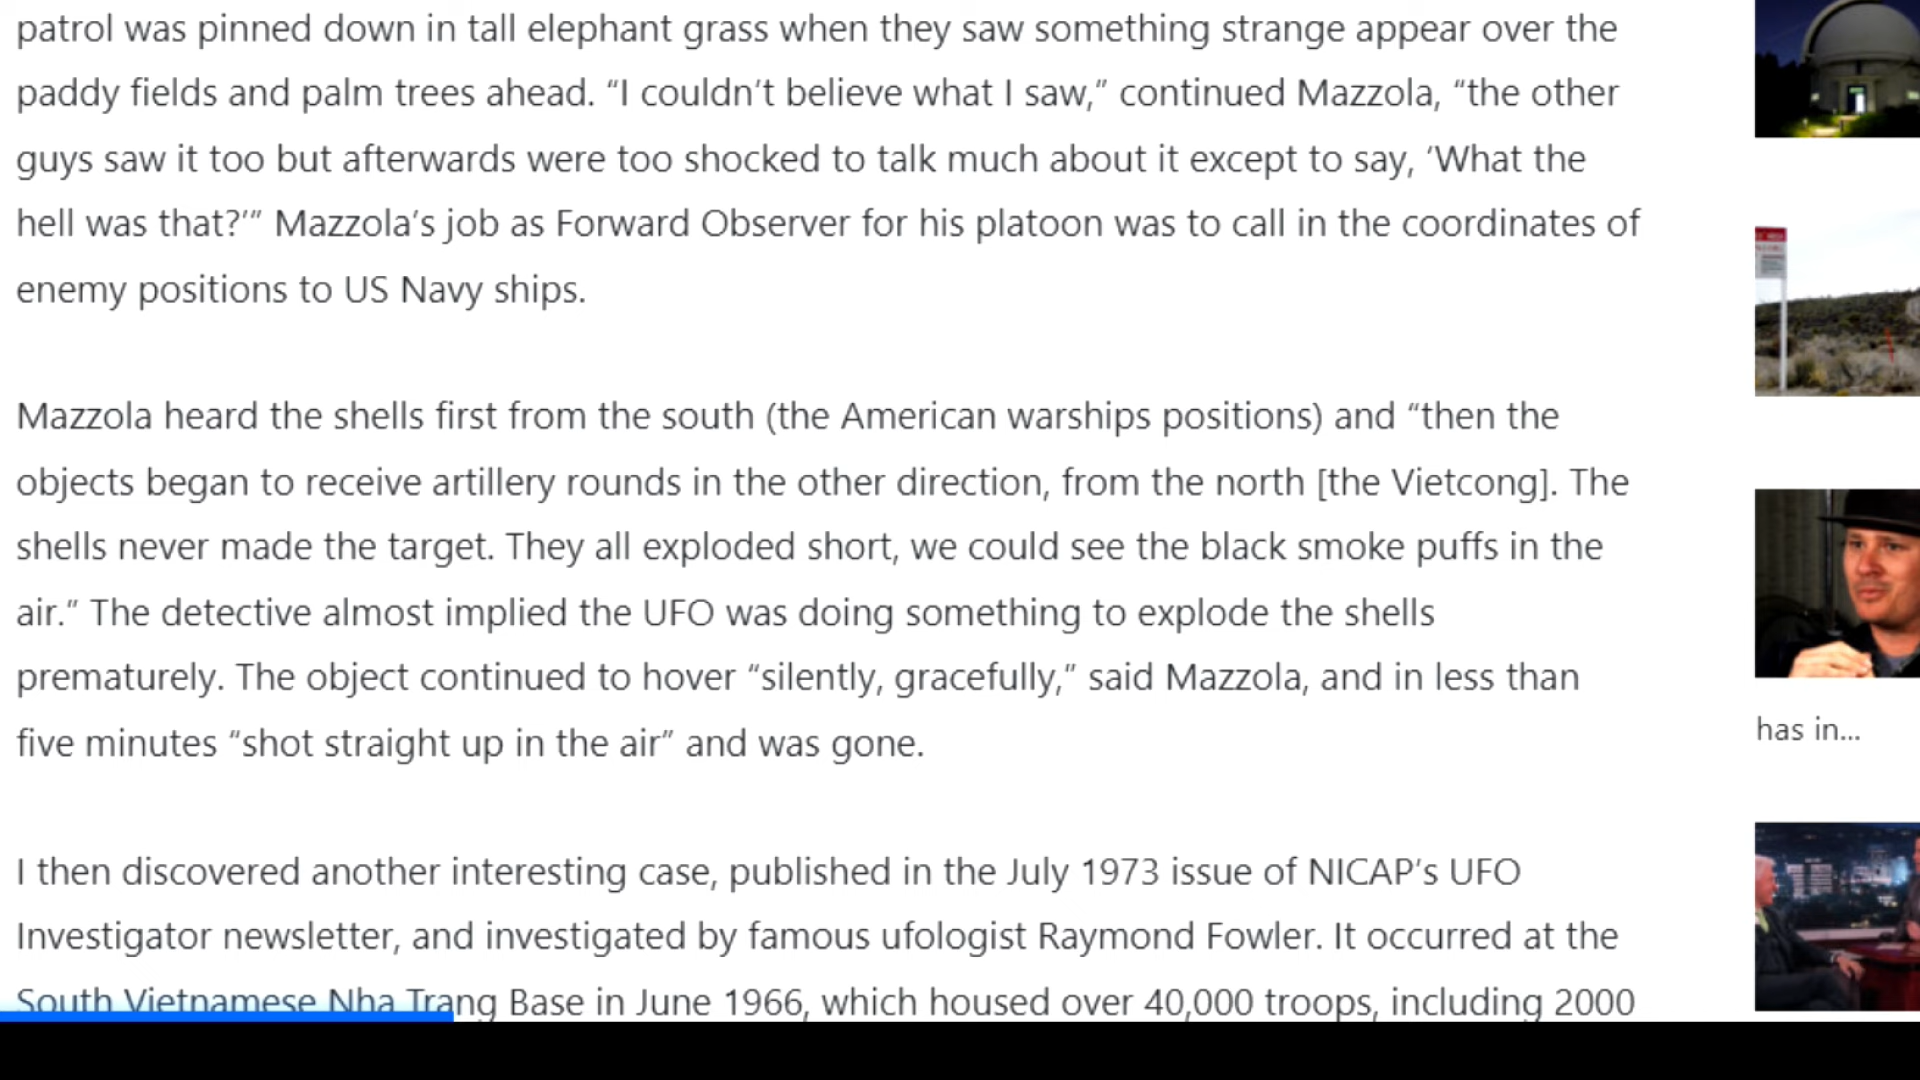 patrol was pinned down in tall elephant grass when they saw something strange appear over the
paddy fields and palm trees ahead. “I couldn’t believe what I saw,” continued Mazzola, “the other
guys saw it too but afterwards were too shocked to talk much about it except to say, ‘What the
hell was that?’” Mazzola’s job as Forward Observer for his platoon was to call in the coordinates of
enemy positions to US Navy ships.
Mazzola heard the shells first from the south (the American warships positions) and “then the
objects began to receive artillery rounds in the other direction, from the north [the Vietcong]. The
shells never made the target. They all exploded short, we could see the black smoke puffs in the
air.” The detective almost implied the UFO was doing something to explode the shells
prematurely. The object continued to hover “silently, gracefully,” said Mazzola, and in less than
five minutes “shot straight up in the air” and was gone.
I then discovered another interesting case, published in the July 1973 issue of NICAP’s UFO
Investigator newsletter, and investigated by famous ufologist Raymond Fowler. It occurred at the
South Vietnamese Nha Trang Base in June 1966, which housed over 40,000 troops, including 2000
has in...